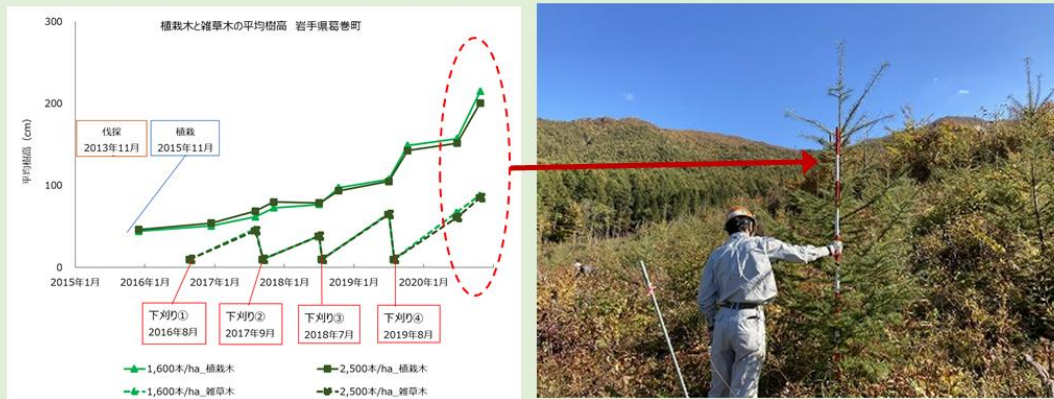 植栽木と雑草木の平均樹高 岩手県葛巻町
300
200
100
0
平均樹高 (cm)
伐採
2013年11月
植栽
2015年11月
2015年1月 2016年1月 2017年1月 2018年1月 2019年1月 2020年1月
下刈り① 下刈り② 下刈り③ 下刈り④
2016年8月 2017年9月 2018年7月 2019年8月
1,600本/ha_植栽木 2,500本/ha_植栽木
1,600本/ha_雑草木 2,500本/ha_雑草木